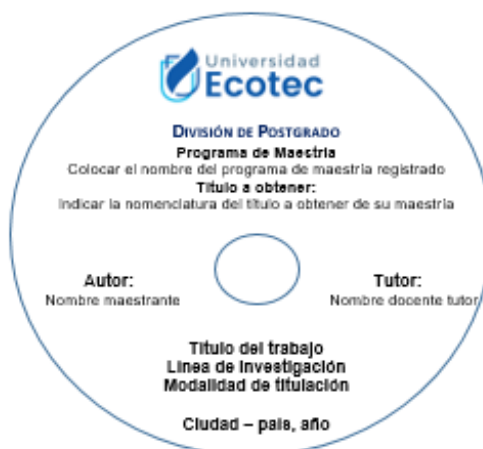 Universidad
Ecotec
DIVISIÓN DE POSTGRADO
Programa de Maestría
Colocar el nombre del programa de maestría registrado
Título a obtener:
Indicar la nomenclatura del título a obtener de su maestría
Autor:
Nombre maestrante
Tutor:
Nombre docente tutor
Título del trabajo
Línea de investigación
Modalidad de titulación
Ciudad – país, año